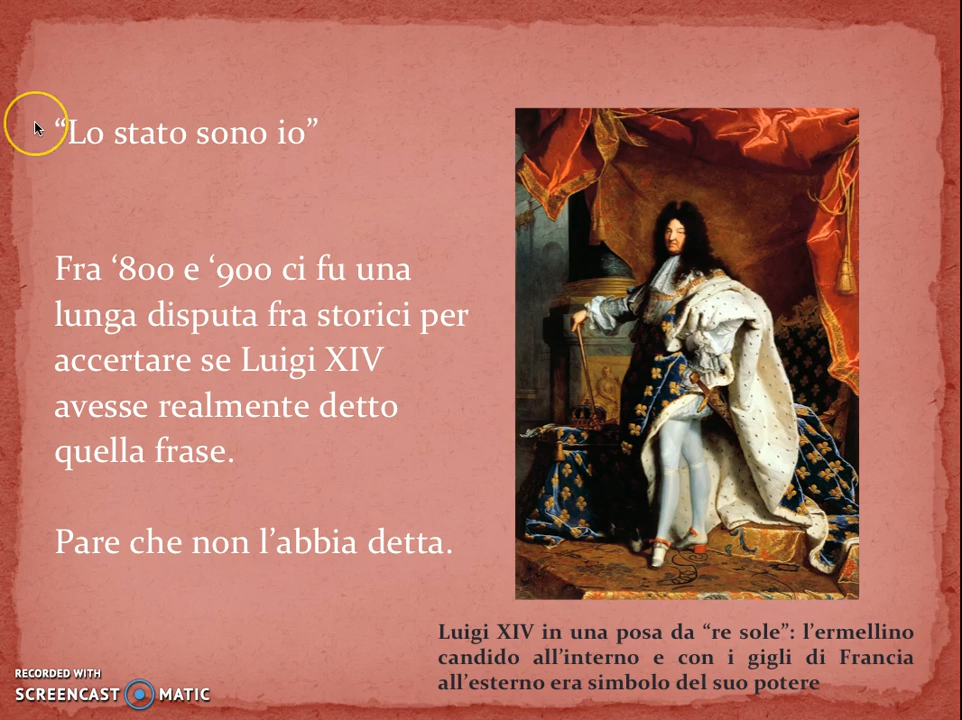 “Lo stato sono io”
Fra ‘800 e ‘900 ci fu una
lunga disputa fra storici per
accertare se Luigi XIV
avesse realmente detto
quella frase.
Pare che non l’abbia detta.
Luigi XIV in una posa da “re sole”: l’ermellino
candido all’interno e con i gigli di Francia
all’esterno era simbolo del suo potere
RECORDED WITH
SCREENCAST MATIC